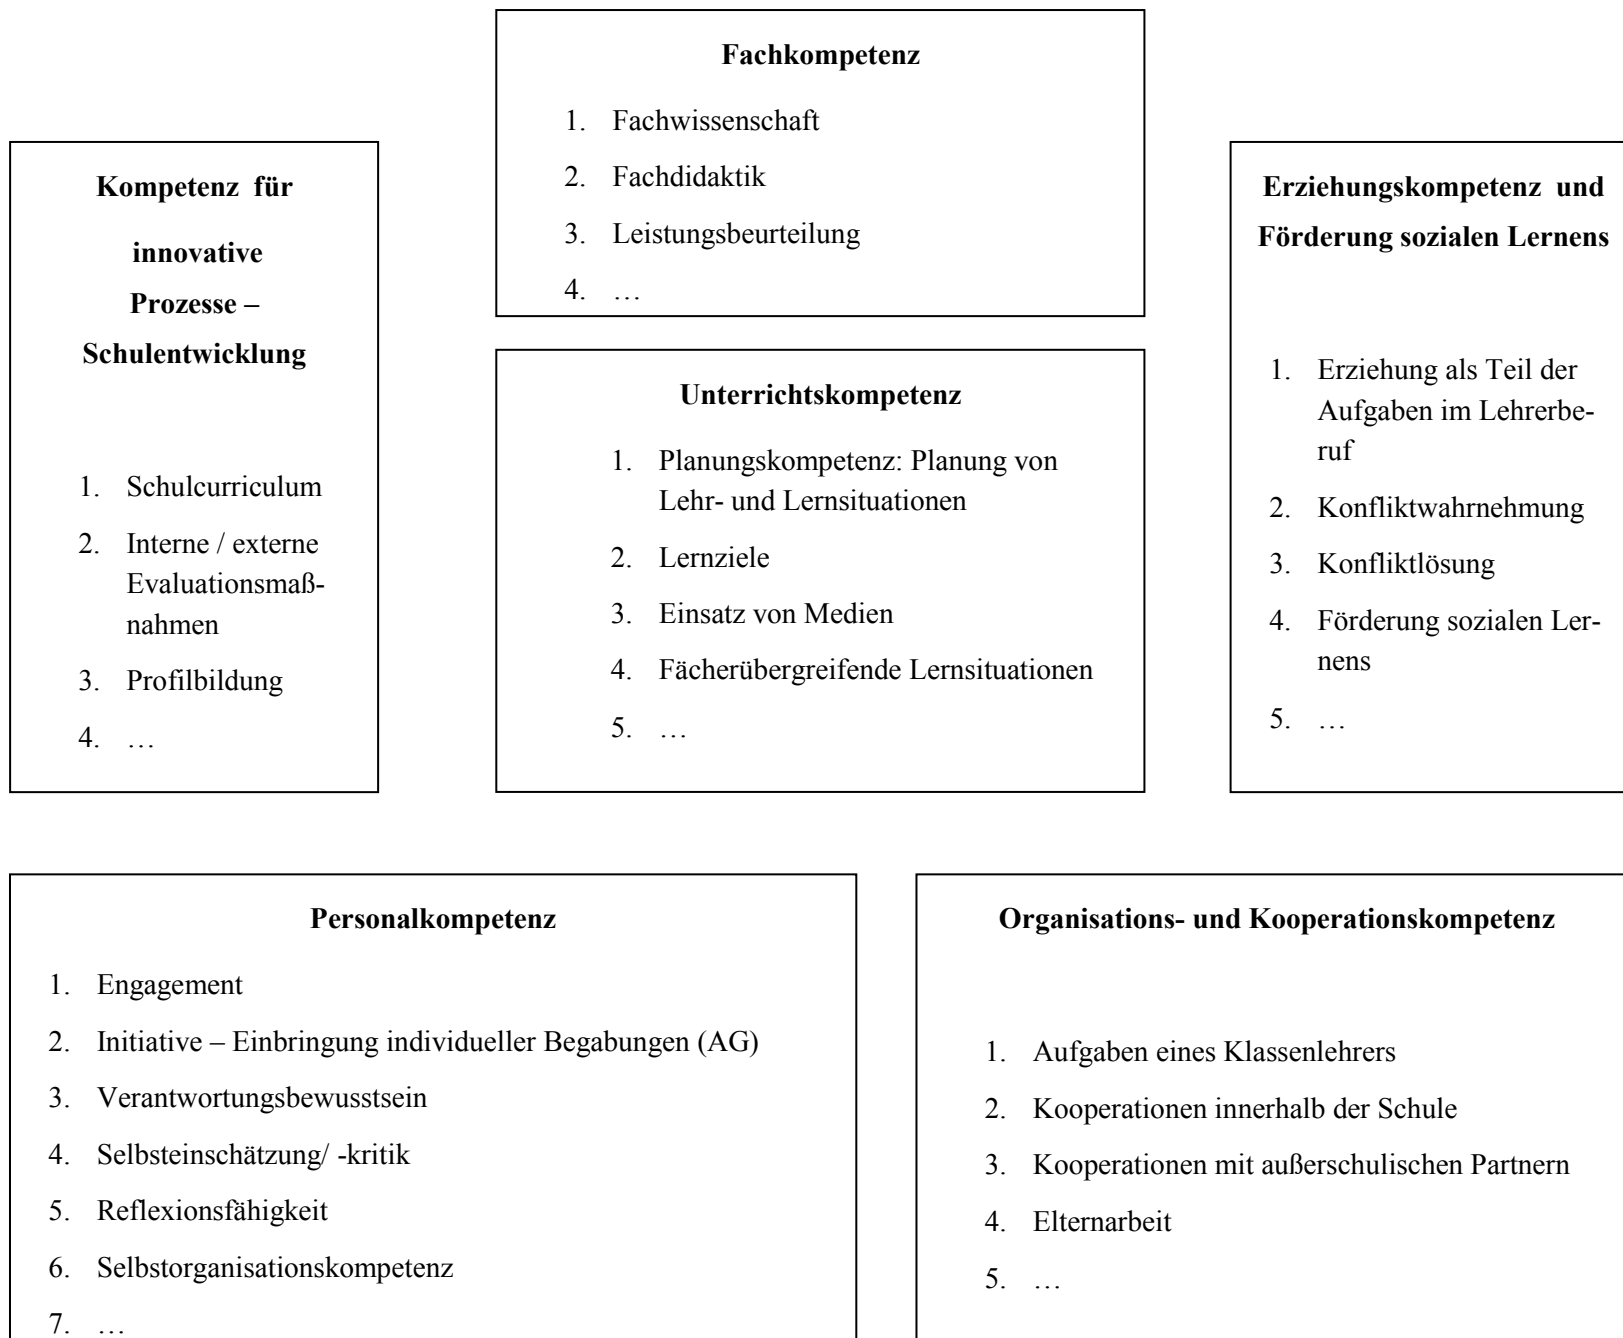 Fachkompetenz
1. Fachwissenschaft
2. Fachdidaktik
3. Leistungsbeurteilung
4. …
Kompetenz für
innovative
Prozesse –
Schulentwicklung
1. Schulcurriculum
2. Interne / externe
Evaluationsmaß-
nahmen
3. Profilbildung
4. …
Unterrichtskompetenz
1. Planungskompetenz: Planung von
Lehr- und Lernsituationen
2. Lernziele
3. Einsatz von Medien
4. Fächerübergreifende Lernsituationen
5. …
Erziehungskompetenz und
Förderung sozialen Lernens
1. Erziehung als Teil der
Aufgaben im Lehrerbe-
ruf
2. Konfliktwahrnehmung
3. Konfliktlösung
4. Förderung sozialen Ler-
nens
5. …
Personalkompetenz
1. Engagement
2. Initiative – Einbringung individueller Begabungen (AG)
3. Verantwortungsbewusstsein
4. Selbsteinschätzung/ -kritik
5. Reflexionsfähigkeit
6. Selbstorganisationskompetenz
7. …
Organisations- und Kooperationskompetenz
1. Aufgaben eines Klassenlehrers
2. Kooperationen innerhalb der Schule
3. Kooperationen mit außerschulischen Partnern
4. Elternarbeit
5. …